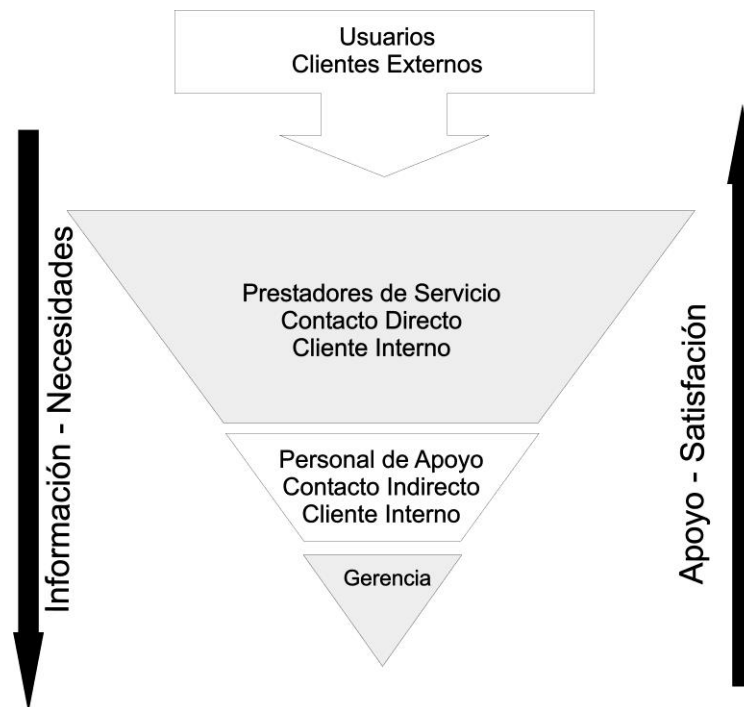 Usuarios
Clientes Externos
Información - Necesidades
Prestadores de Servicio
Contacto Directo
Cliente Interno
Personal de Apoyo
Contacto Indirecto
Cliente Interno
Gerencia
Apoyo - Satisfacción